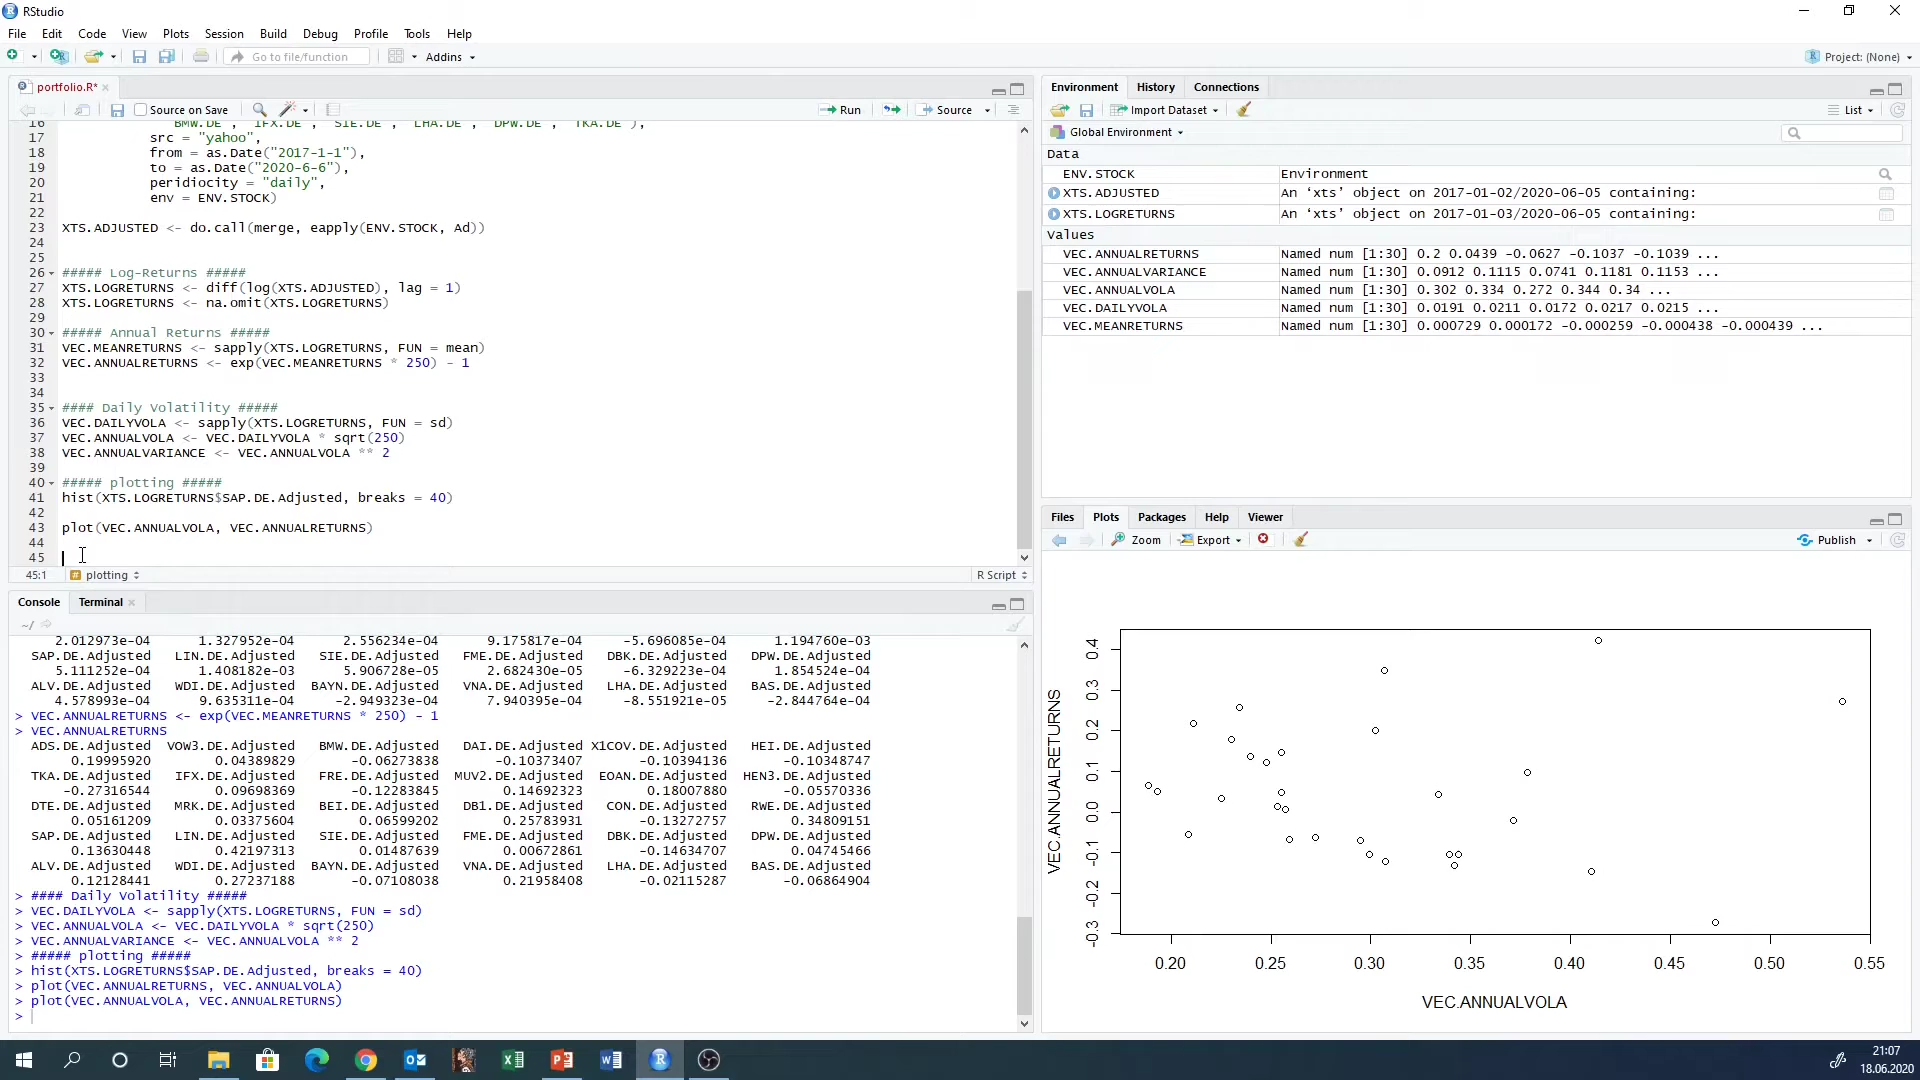 RStudio
File Edit Code View Plots Session Build Debug Profile Tools Help
Go to file/function Addins Project: (None)
portfolio.R*
Source on Save Run Source
16 "BMW.DE", "IFX.DE", "SIE.DE", "LHA.DE", "DPW.DE", "TKA.DE"),
17 src = "yahoo",
18 from = as.Date("2017-1-1"),
19 to = as.Date("2020-6-6"),
20 peridiocity = "daily",
21 env = ENV.STOCK)
22
23 XTS.ADJUSTED <- do.call(merge, eapply(ENV.STOCK, Ad))
24
25
26 ##### Log-Returns #####
27 XTS.LOGRETURNS <- diff(log(XTS.ADJUSTED), lag = 1)
28 XTS.LOGRETURNS <- na.omit(XTS.LOGRETURNS)
29
30 ##### Annual Returns #####
31 VEC.MEANRETURNS <- sapply(XTS.LOGRETURNS, FUN = mean)
32 VEC.ANNUALRETURNS <- exp(VEC.MEANRETURNS * 250) - 1
33
34
35 #### Daily Volatility #####
36 VEC.DAILYVOLA <- sapply(XTS.LOGRETURNS, FUN = sd)
37 VEC.ANNUALVOLA <- VEC.DAILYVOLA * sqrt(250)
38 VEC.ANNUALVARIANCE <- VEC.ANNUALVOLA ** 2
39
40 ##### plotting #####
41 hist(XTS.LOGRETURNS$SAP.DE.Adjusted, breaks = 40)
42
43 plot(VEC.ANNUALVOLA, VEC.ANNUALRETURNS)
44
45
45:1 # plotting R Script
Console Terminal
~/
2.012973e-04 1.327952e-04 2.556234e-04 9.175817e-04 -5.696085e-04 1.194760e-03
SAP.DE.Adjusted LIN.DE.Adjusted SIE.DE.Adjusted FME.DE.Adjusted DBK.DE.Adjusted DPW.DE.Adjusted
5.111252e-04 1.408182e-03 5.906728e-05 2.682430e-05 -6.329223e-04 1.854524e-04
ALV.DE.Adjusted WDI.DE.Adjusted BAYN.DE.Adjusted VNA.DE.Adjusted LHA.DE.Adjusted BAS.DE.Adjusted
4.578993e-04 9.635311e-04 -2.949323e-04 7.940395e-04 -8.551921e-05 -2.844764e-04
> VEC.ANNUALRETURNS <- exp(VEC.MEANRETURNS * 250) - 1
> VEC.ANNUALRETURNS
ADS.DE.Adjusted VOW3.DE.Adjusted BMW.DE.Adjusted DAI.DE.Adjusted X1COV.DE.Adjusted HEI.DE.Adjusted
0.19995920 0.04389829 -0.06273838 -0.10373407 -0.10394136 -0.10348747
TKA.DE.Adjusted IFX.DE.Adjusted FRE.DE.Adjusted MUV2.DE.Adjusted EOAN.DE.Adjusted HEN3.DE.Adjusted
-0.27316544 0.09698369 -0.12283845 0.14692323 0.18007880 -0.05570336
DTE.DE.Adjusted MRK.DE.Adjusted BEI.DE.Adjusted DB1.DE.Adjusted CON.DE.Adjusted RWE.DE.Adjusted
0.05161209 0.03375604 0.06599202 0.25783931 -0.13272757 0.34809151
SAP.DE.Adjusted LIN.DE.Adjusted SIE.DE.Adjusted FME.DE.Adjusted DBK.DE.Adjusted DPW.DE.Adjusted
0.13630448 0.42197313 0.01487639 0.00672861 -0.14634707 0.04745466
ALV.DE.Adjusted WDI.DE.Adjusted BAYN.DE.Adjusted VNA.DE.Adjusted LHA.DE.Adjusted BAS.DE.Adjusted
0.12128441 0.27237188 -0.07108038 0.21958408 -0.02115287 -0.06864904
> #### Daily Volatility #####
> VEC.DAILYVOLA <- sapply(XTS.LOGRETURNS, FUN = sd)
> VEC.ANNUALVOLA <- VEC.DAILYVOLA * sqrt(250)
> VEC.ANNUALVARIANCE <- VEC.ANNUALVOLA ** 2
> ##### plotting #####
> hist(XTS.LOGRETURNS$SAP.DE.Adjusted, breaks = 40)
> plot(VEC.ANNUALRETURNS, VEC.ANNUALVOLA)
> plot(VEC.ANNUALVOLA, VEC.ANNUALRETURNS)
>
Environment History Connections
Import Dataset List
Global Environment
Data
ENV.STOCK Environment
XTS.ADJUSTED An ‘xts’ object on 2017-01-02/2020-06-05 containing:
XTS.LOGRETURNS An ‘xts’ object on 2017-01-03/2020-06-05 containing:
Values
VEC.ANNUALRETURNS Named num [1:30] 0.2 0.0439 -0.0627 -0.1037 -0.1039 ...
VEC.ANNUALVARIANCE Named num [1:30] 0.0912 0.1115 0.0741 0.1181 0.1153 ...
VEC.ANNUALVOLA Named num [1:30] 0.302 0.334 0.272 0.344 0.34 ...
VEC.DAILYVOLA Named num [1:30] 0.0191 0.0211 0.0172 0.0217 0.0215 ...
VEC.MEANRETURNS Named num [1:30] 0.000729 0.000172 -0.000259 -0.000438 -0.000439 ...
Files Plots Packages Help Viewer
Zoom Export Publish
VEC.ANNUALRETURNS
0.4
0.3
0.2
0.1
0.0
-0.1
-0.2
-0.3
0.20 0.25 0.30 0.35 0.40 0.45 0.50 0.55
VEC.ANNUALVOLA
21:07
18.06.2020